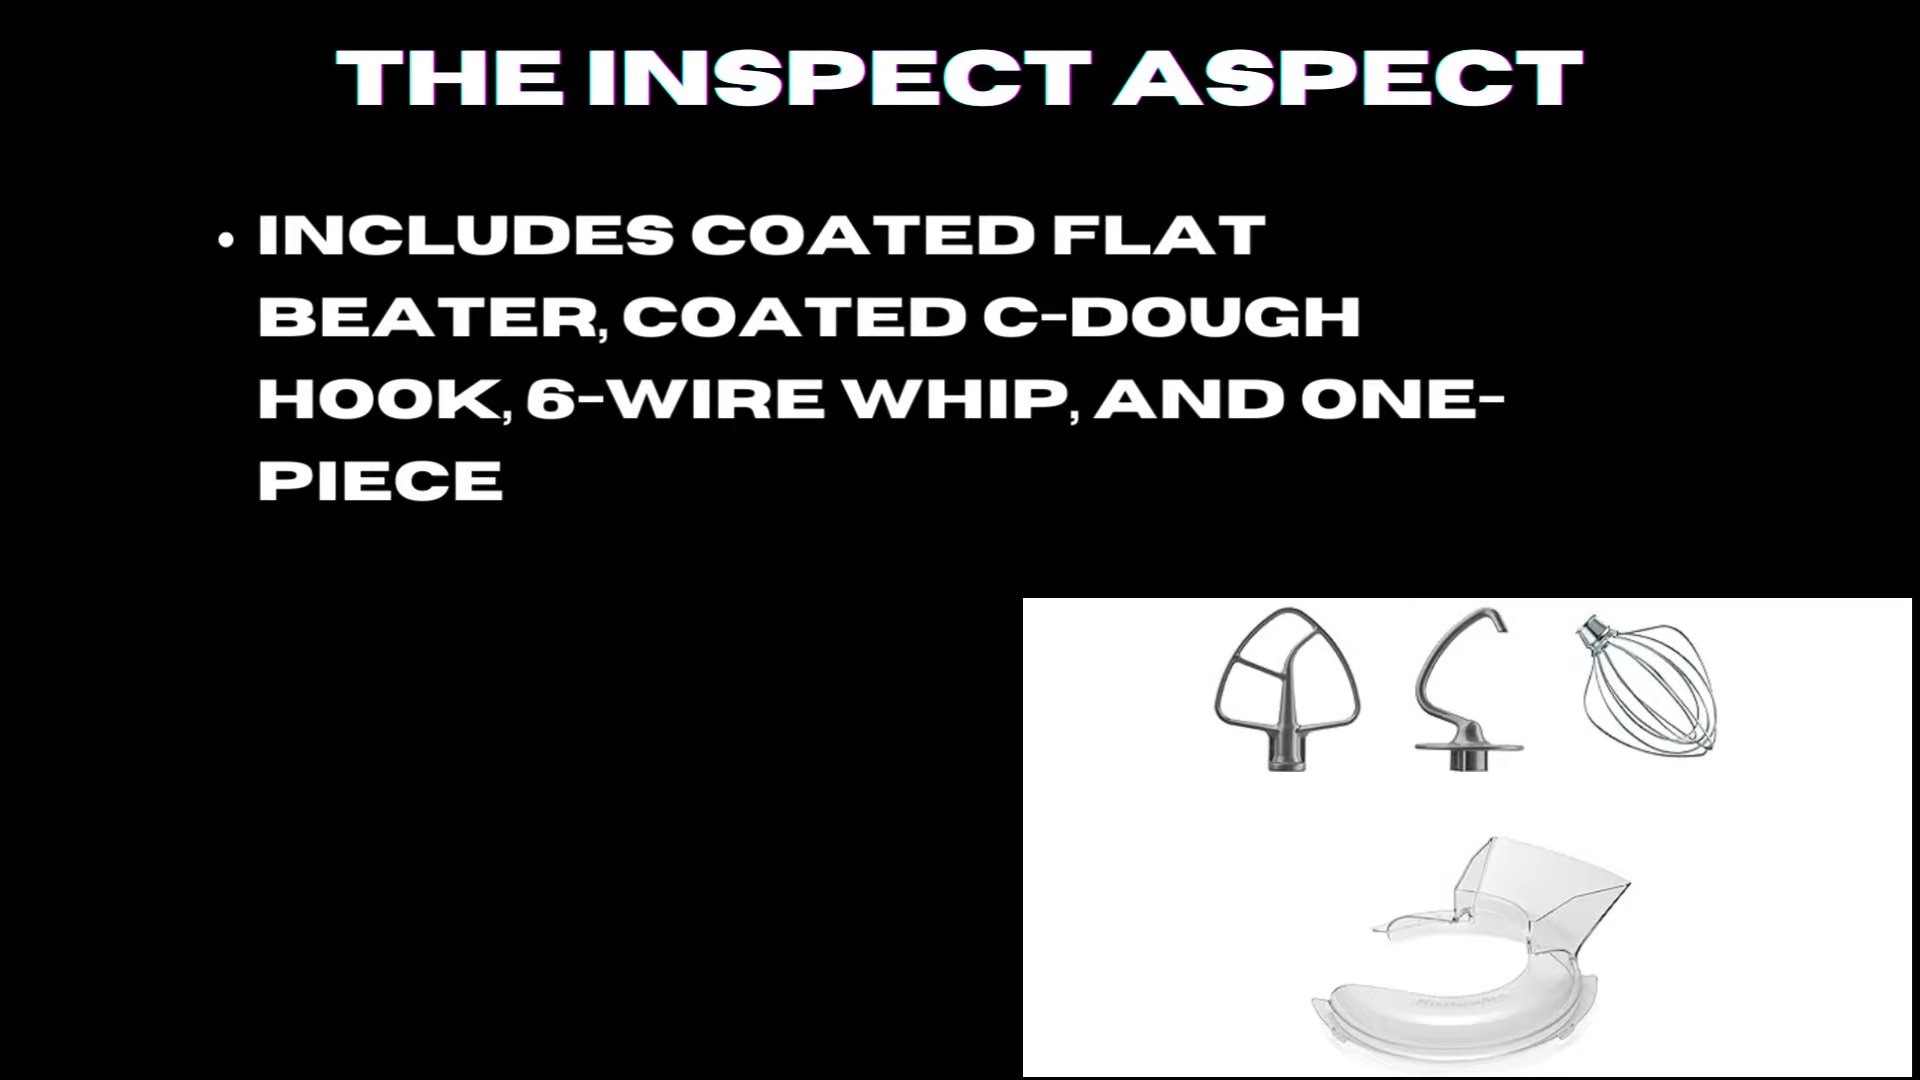 THE INSPECT ASPECT
• INCLUDES COATED FLAT
BEATER, COATED C-DOUGH
HOOK, 6-WIRE WHIP, AND ONE-
PIECE